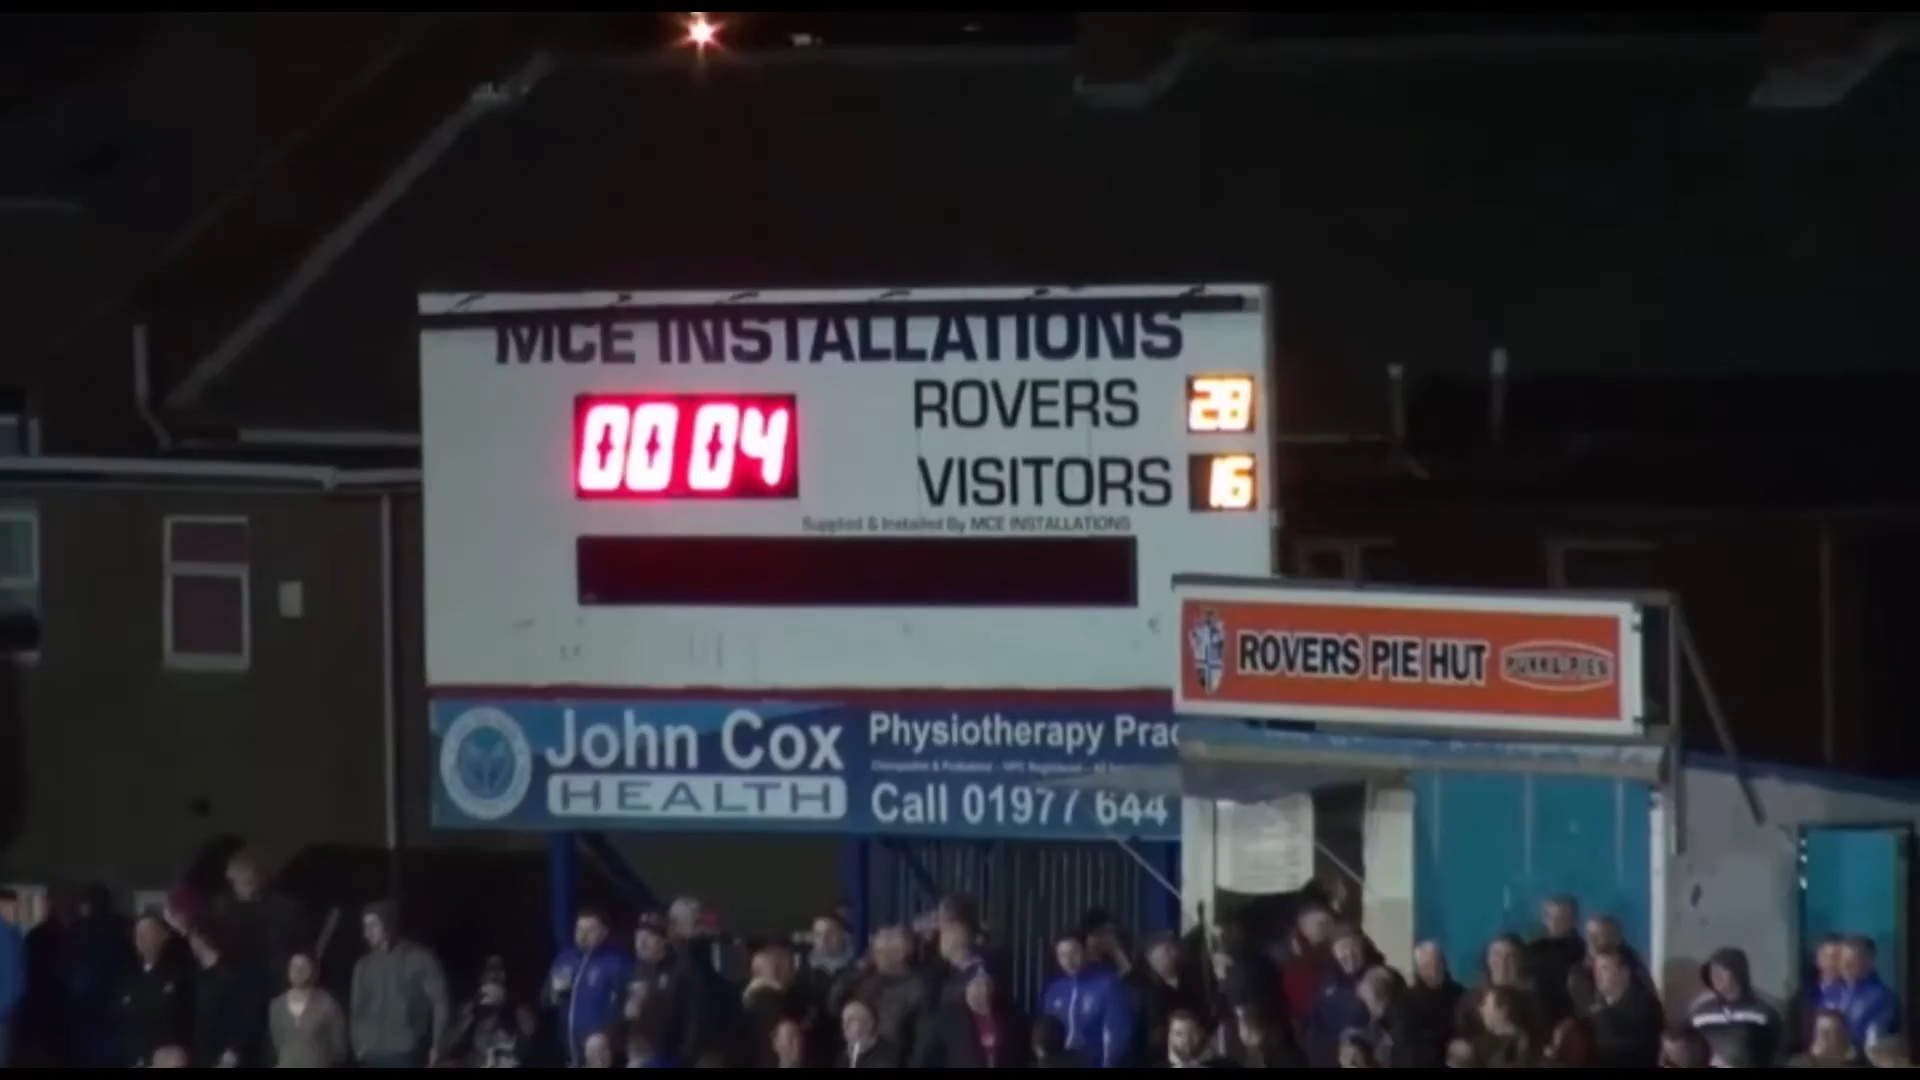 MCE INSTALLATIONS
00 04
ROVERS 28
VISITORS 16
Supplied & Installed By MCE INSTALLATIONS
ROVERS PIE HUT
John Cox
HEALTH
Physiotherapy Prac
Call 01977 644